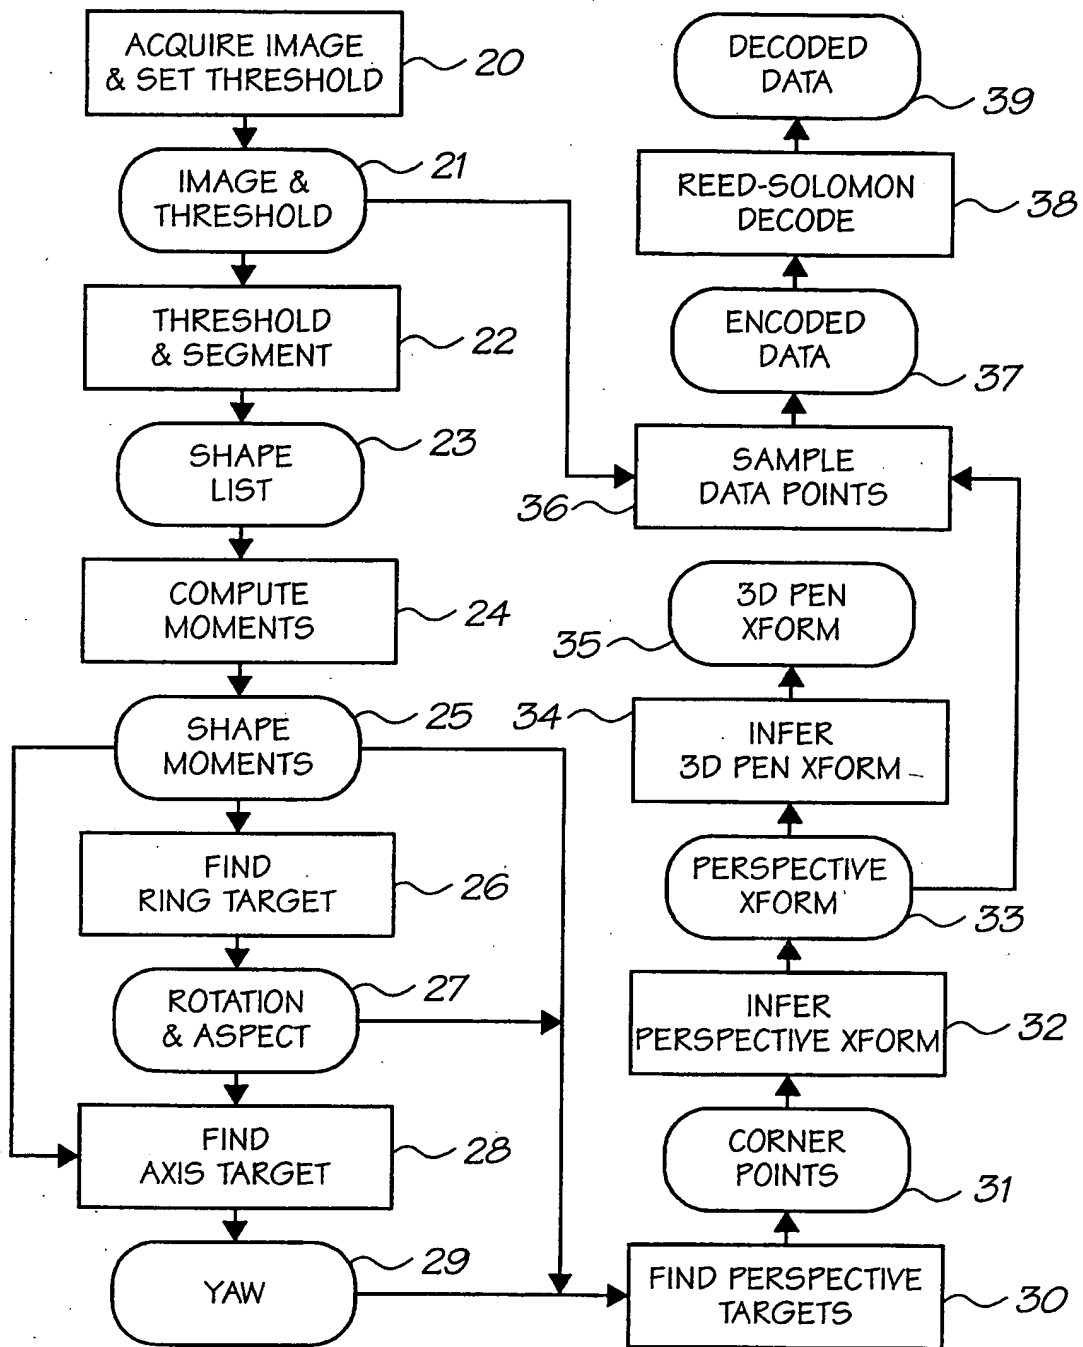 ACQUIRE IMAGE
& SET THRESHOLD
20
IMAGE &
THRESHOLD
21
THRESHOLD
& SEGMENT
22
SHAPE
LIST
23
COMPUTE
MOMENTS
24
SHAPE
MOMENTS
25
FIND
RING TARGET
26
ROTATION
& ASPECT
27
FIND
AXIS TARGET
28
YAW
29
DECODED
DATA
39
REED-SOLOMON
DECODE
38
ENCODED
DATA
37
SAMPLE
DATA POINTS
36
3D PEN
XFORM
35
34
INFER
3D PEN XFORM
PERSPECTIVE
XFORM
33
INFER
PERSPECTIVE XFORM
32
CORNER
POINTS
31
FIND PERSPECTIVE
TARGETS
30